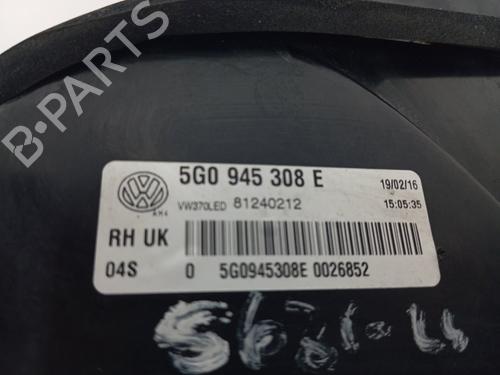 B-PARTS
5G0 945 308 E 19/02/16
VW370LED 81240212 15:05:35
RH UK
04S 0 5G0945308E 0026852